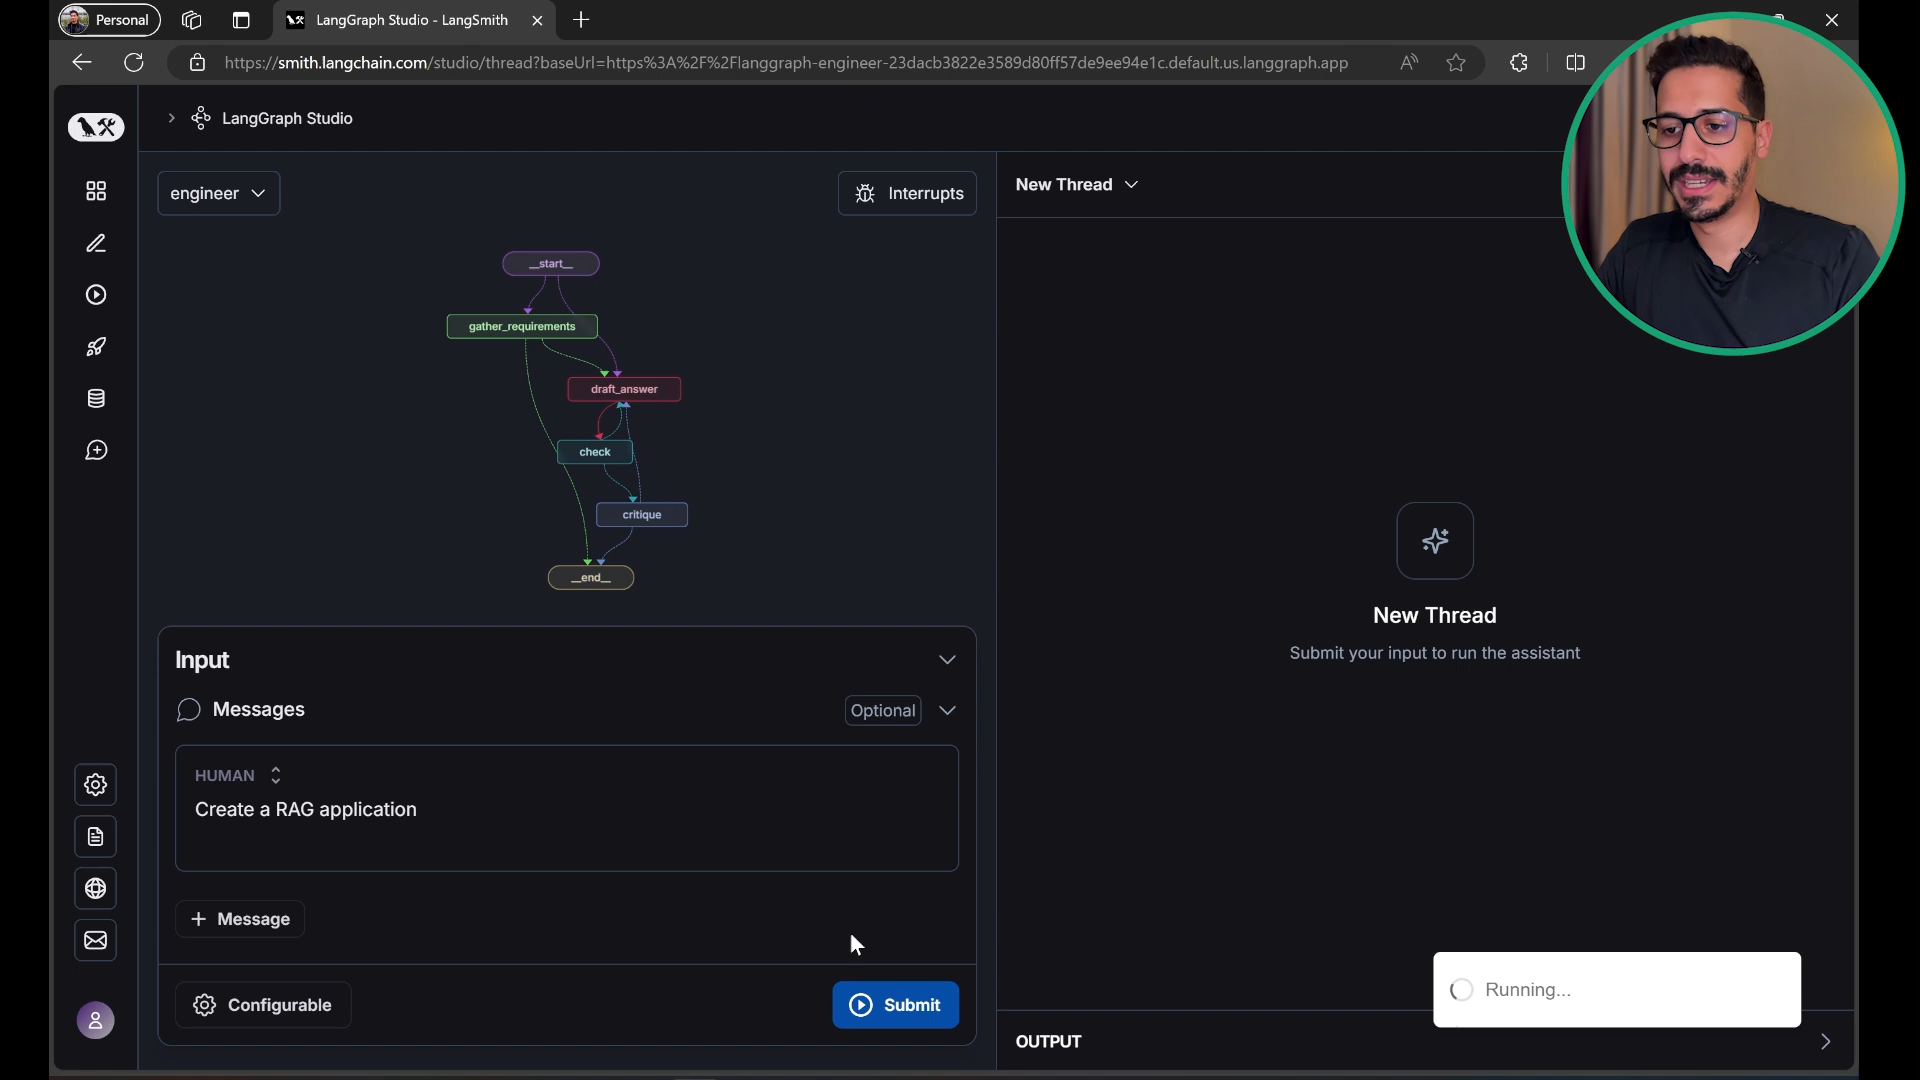 Personal
LangGraph Studio - LangSmith
https://smith.langchain.com/studio/thread?baseUrl=https%3A%2F%2Flanggraph-engineer-23dacb3822e3589d80ff57de9ee94e1c.default.us.langgraph.app
LangGraph Studio
engineer
Interrupts
New Thread
__start__
gather_requirements
draft_answer
check
critique
__end__
New Thread
Submit your input to run the assistant
Input
Messages
Optional
HUMAN
Create a RAG application
+ Message
Configurable
Submit
Running...
OUTPUT